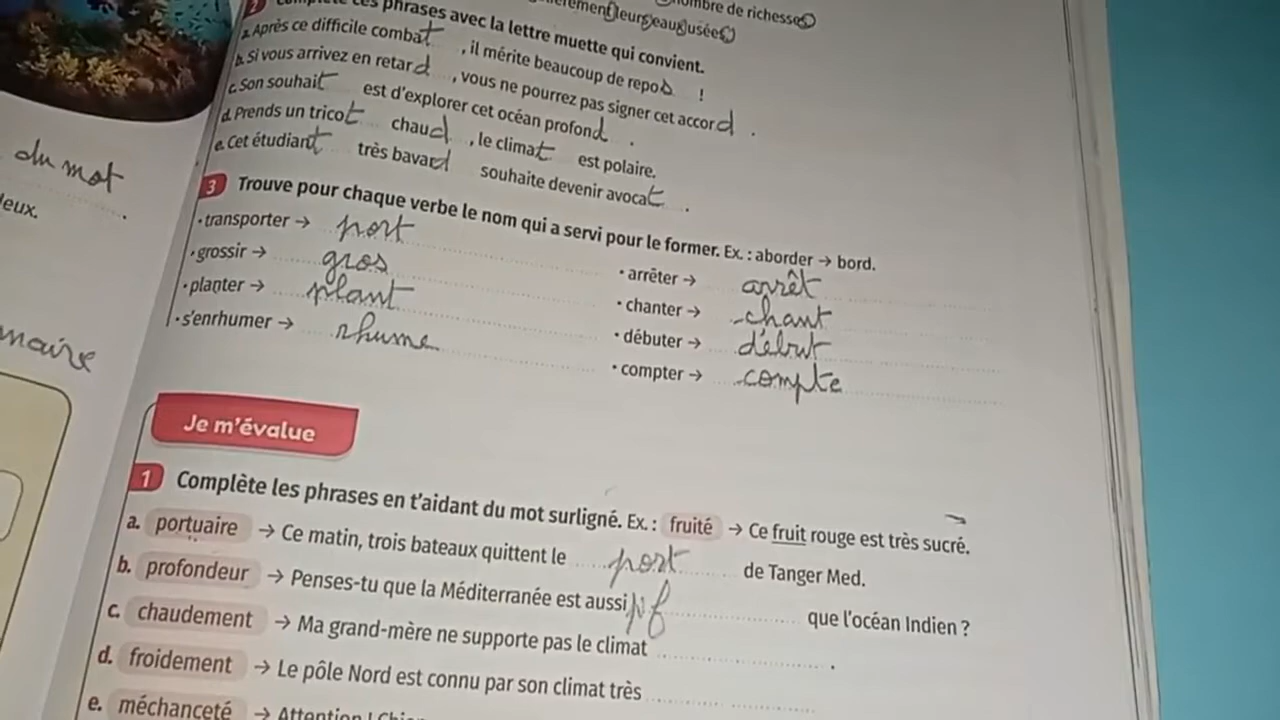 nombre de richesses
phrases avec la lettre muette qui convient.
a. Après ce difficile combat , il mérite beaucoup de repos !
b. Si vous arrivez en retard , vous ne pourrez pas signer cet accord .
c. Son souhait est d'explorer cet océan profond .
d. Prends un tricot chaud , le climat est polaire.
e. Cet étudiant très bavard souhaite devenir avocat .
du mot
eux.
3 Trouve pour chaque verbe le nom qui a servi pour le former. Ex. : aborder → bord.
• transporter → port
• grossir → gros
• planter → plant
• s'enrhumer → rhume
• arrêter → arrêt
• chanter → chant
• débuter → début
• compter → compte
maire
Je m'évalue
1 Complète les phrases en t'aidant du mot surligné. Ex. : fruité → Ce fruit rouge est très sucré.
a. portuaire → Ce matin, trois bateaux quittent le port de Tanger Med.
b. profondeur → Penses-tu que la Méditerranée est aussi que l'océan Indien ?
c. chaudement → Ma grand-mère ne supporte pas le climat .
d. froidement → Le pôle Nord est connu par son climat très
e. méchanceté → Attention !